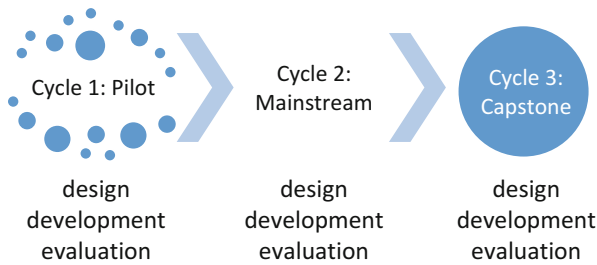 Cycle 1: Pilot
design
development
evaluation
Cycle 2:
Mainstream
design
development
evaluation
Cycle 3:
Capstone
design
development
evaluation